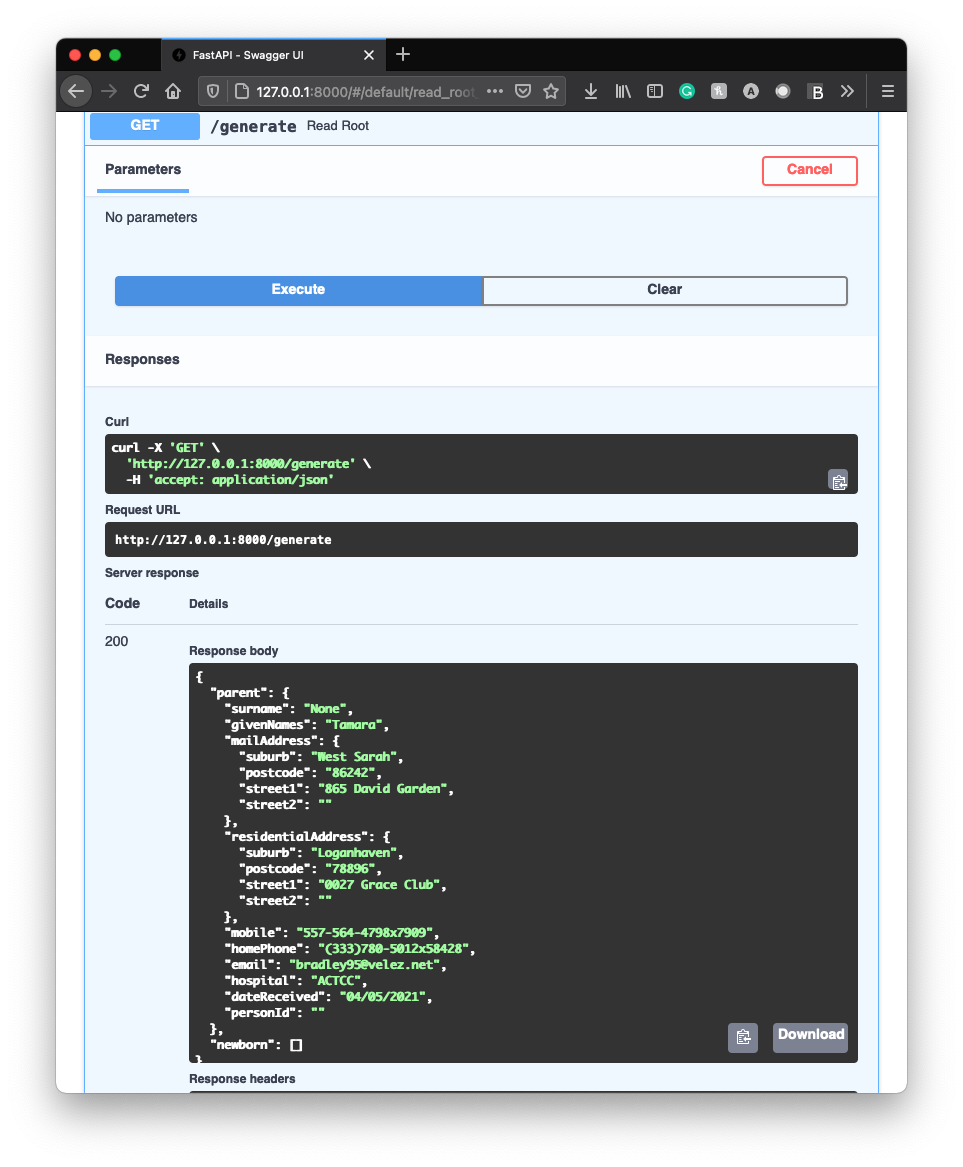 FastAPI - Swagger UI
127.0.0.1:8000/#/default/read_root_
B
GET /generate Read Root
Parameters
Cancel
No parameters
Execute
Clear
Responses
Curl
curl -X 'GET' \
'http://127.0.0.1:8000/generate' \
-H 'accept: application/json'
Request URL
http://127.0.0.1:8000/generate
Server response
Code Details
200
Response body
{
"parent": {
"surname": "None",
"givenNames": "Tamara",
"mailAddress": {
"suburb": "West Sarah",
"postcode": "86242",
"street1": "865 David Garden",
"street2": ""
},
"residentialAddress": {
"suburb": "Loganhaven",
"postcode": "78896",
"street1": "0027 Grace Club",
"street2": ""
},
"mobile": "557-564-4798x7909",
"homePhone": "(333)780-5012x58428",
"email": "bradley95@velez.net",
"hospital": "ACTCC",
"dateReceived": "04/05/2021",
"personId": ""
},
"newborn": []
}
Download
Response headers